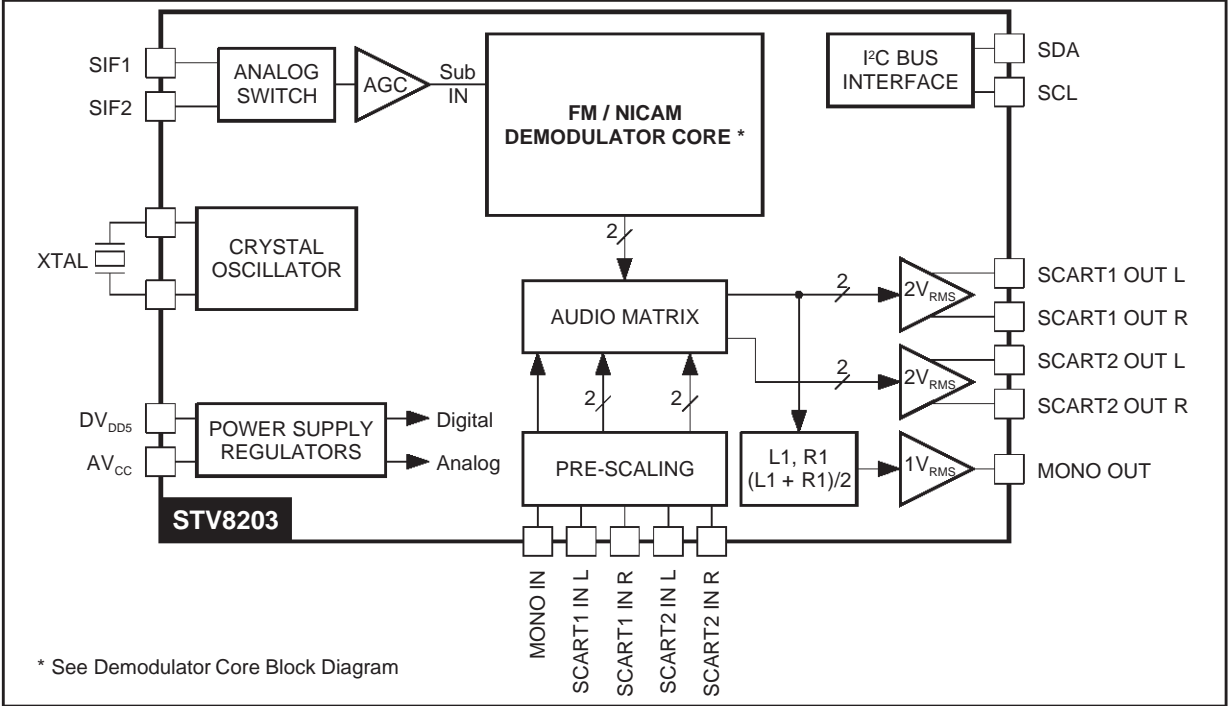 SIF1
SIF2
ANALOG
SWITCH
AGC
Sub
IN
FM / NICAM
DEMODULATOR CORE *
I²C BUS
INTERFACE
SDA
SCL
XTAL
CRYSTAL
OSCILLATOR
2
AUDIO MATRIX
2
2V_RMS
SCART1 OUT L
SCART1 OUT R
2
2V_RMS
SCART2 OUT L
SCART2 OUT R
DV_DD5
AV_CC
POWER SUPPLY
REGULATORS
Digital
Analog
2
2
PRE-SCALING
L1, R1
(L1 + R1)/2
1V_RMS
MONO OUT
STV8203
MONO IN
SCART1 IN L
SCART1 IN R
SCART2 IN L
SCART2 IN R
* See Demodulator Core Block Diagram